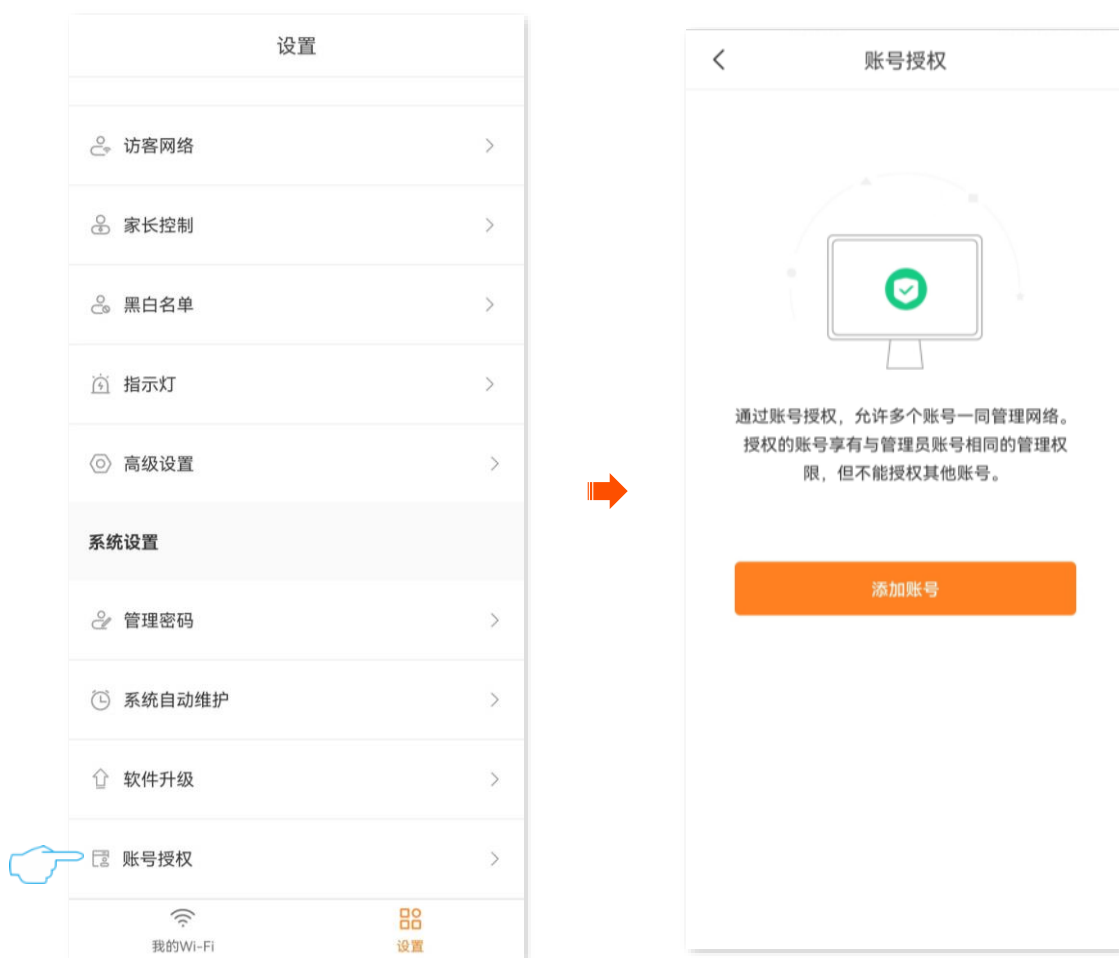 设置
访客网络
家长控制
黑白名单
指示灯
高级设置
系统设置
管理密码
系统自动维护
软件升级
账号授权
我的Wi-Fi
设置
账号授权
通过账号授权，允许多个账号一同管理网络。
授权的账号享有与管理员账号相同的管理权
限，但不能授权其他账号。
添加账号